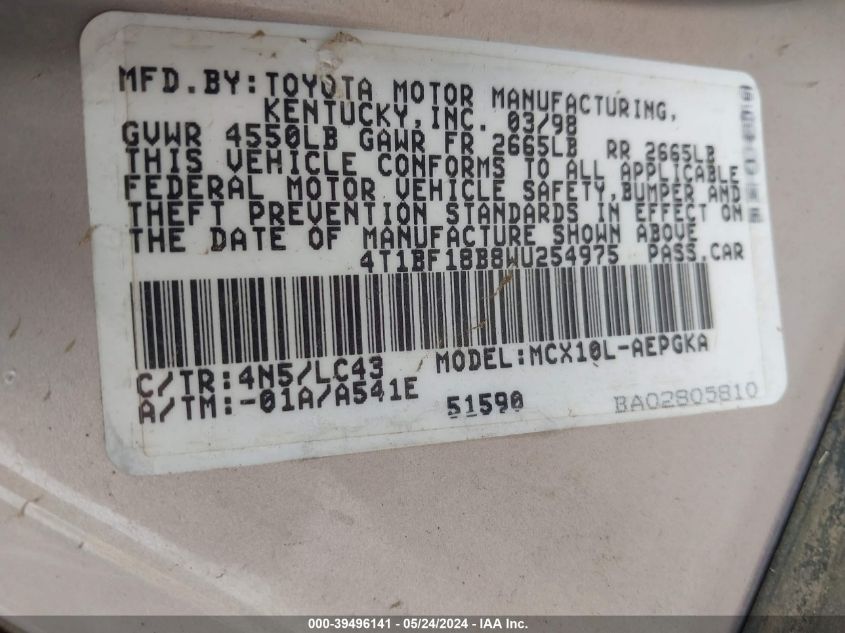 MFD.BY:TOYOTA MOTOR MANUFACTURING,
KENTUCKY,INC. 03/98
GVWR 4550LB GAWR FR 2665LB RR 2665LB
THIS VEHICLE CONFORMS TO ALL APPLICABLE
FEDERAL MOTOR VEHICLE SAFETY,BUMPER AND
THEFT PREVENTION STANDARDS IN EFFECT ON
THE DATE OF MANUFACTURE SHOWN ABOVE
4T1BF18B8WU254975 PASS.CAR
C/TR:4N5/LC43 MODEL:MCX10L-AEPGKA
A/TM:-01A/A541E 51590 BA02805810
000-39496141 - 05/24/2024 - IAA Inc.